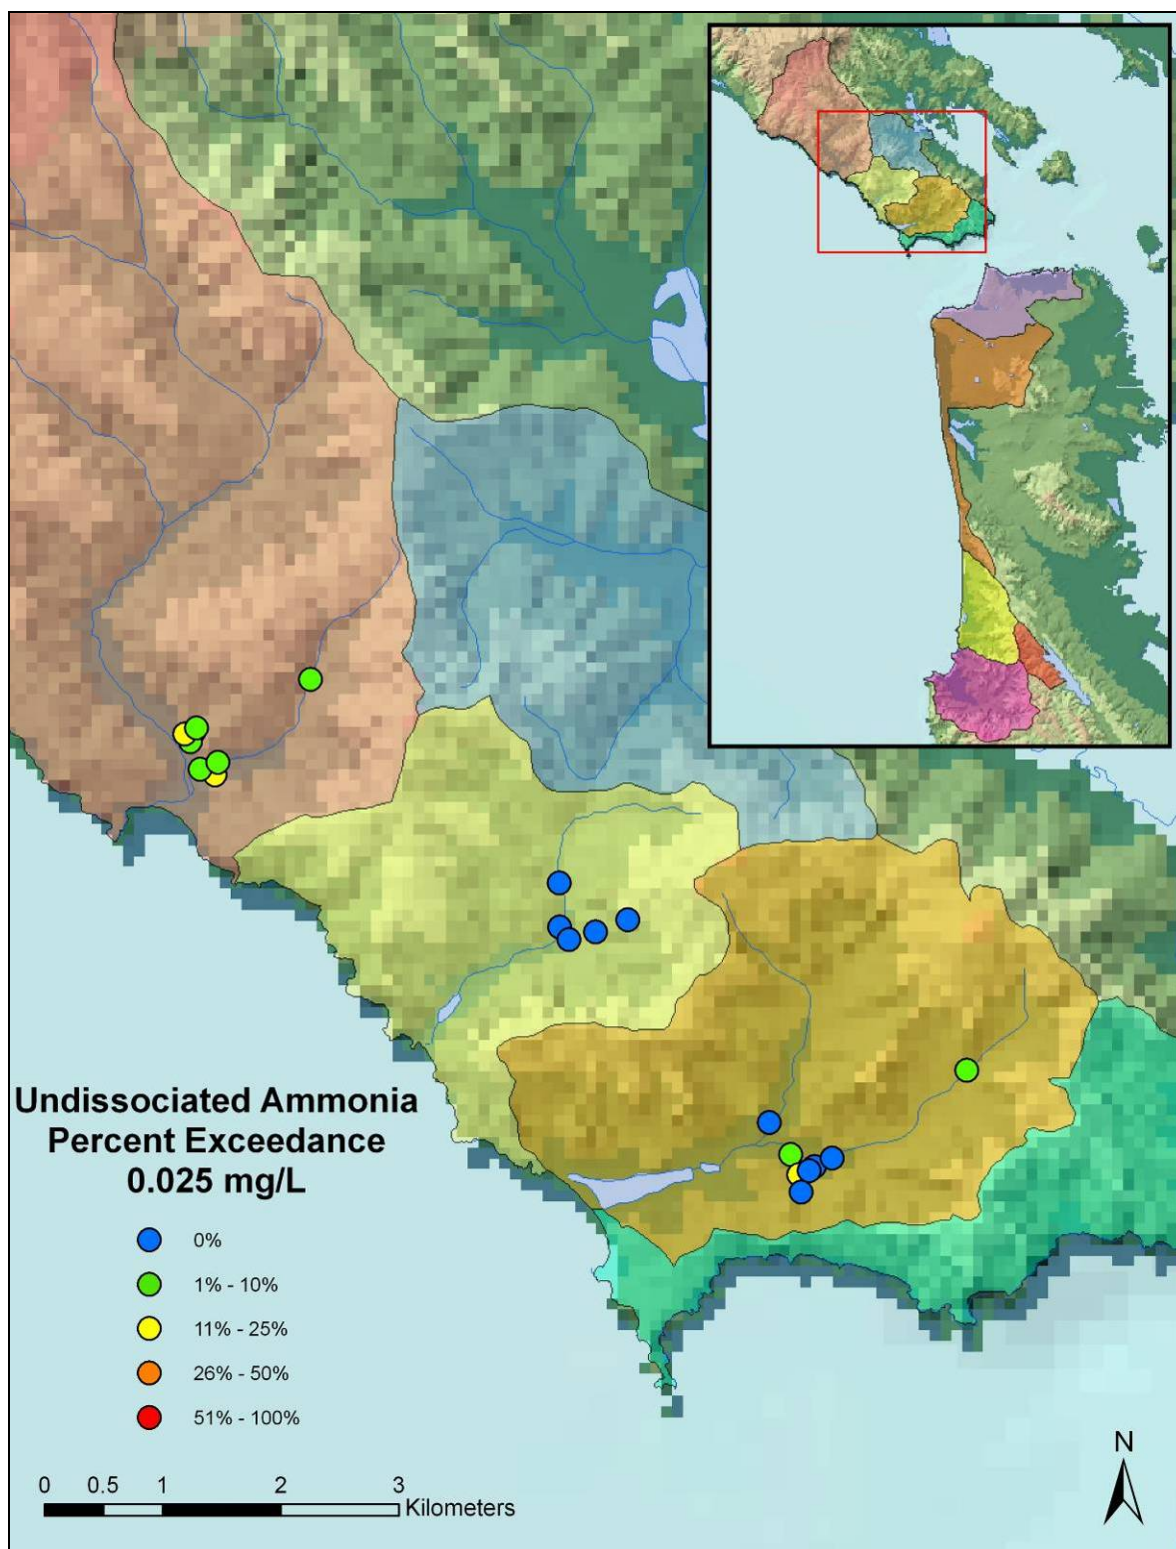 Undissociated Ammonia
Percent Exceedance
0.025 mg/L
0%
1% - 10%
11% - 25%
26% - 50%
51% - 100%
0 0.5 1 2 3
Kilometers
N